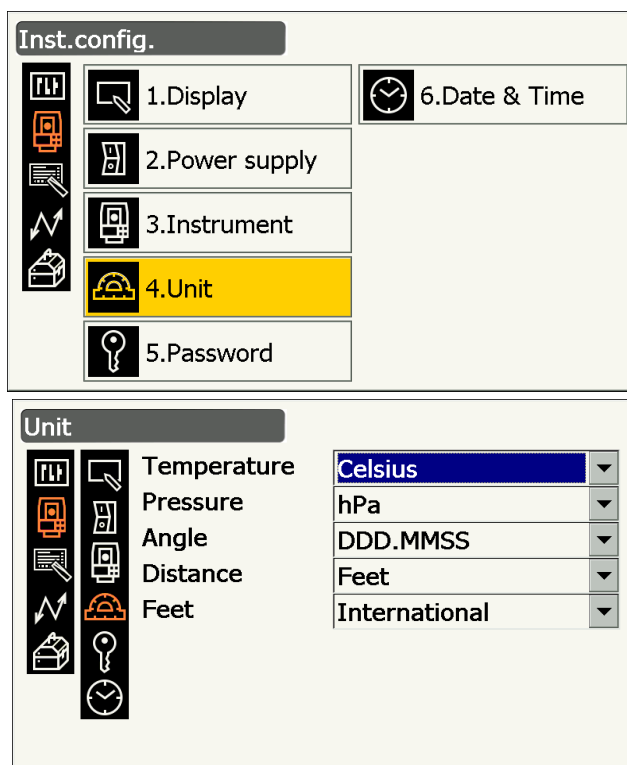 Inst.config.
1.Display
6.Date & Time
2.Power supply
3.Instrument
4.Unit
5.Password
Unit
Temperature Celsius
Pressure hPa
Angle DDD.MMSS
Distance Feet
Feet International